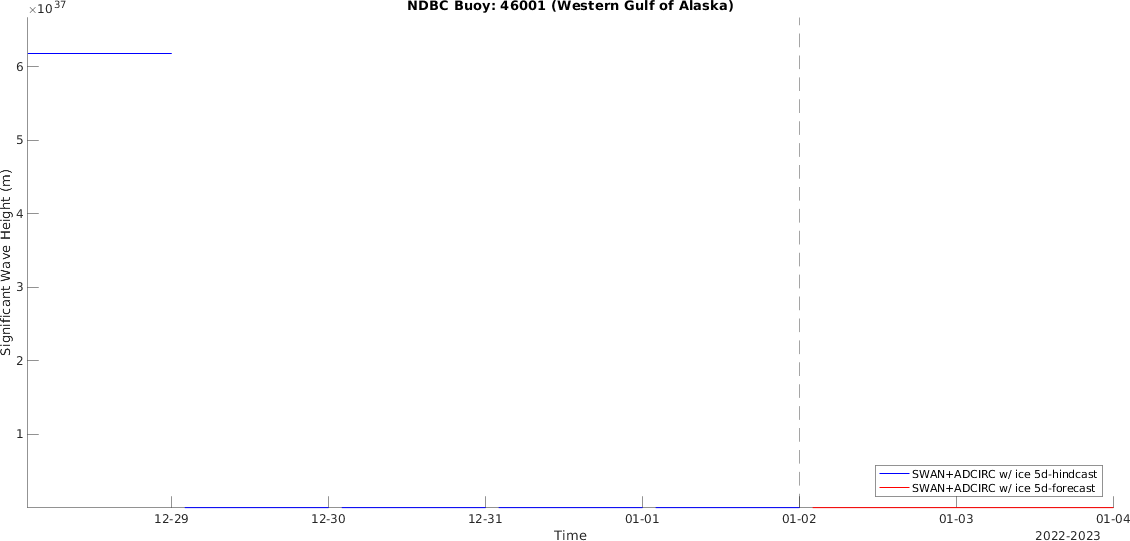 NDBC Buoy: 46001 (Western Gulf of Alaska)
×10^37
6
5
4
3
2
1
Significant Wave Height (m)
SWAN+ADCIRC w/ ice 5d-hindcast
SWAN+ADCIRC w/ ice 5d-forecast
12-29 12-30 12-31 01-01 01-02 01-03 01-04
Time
2022-2023